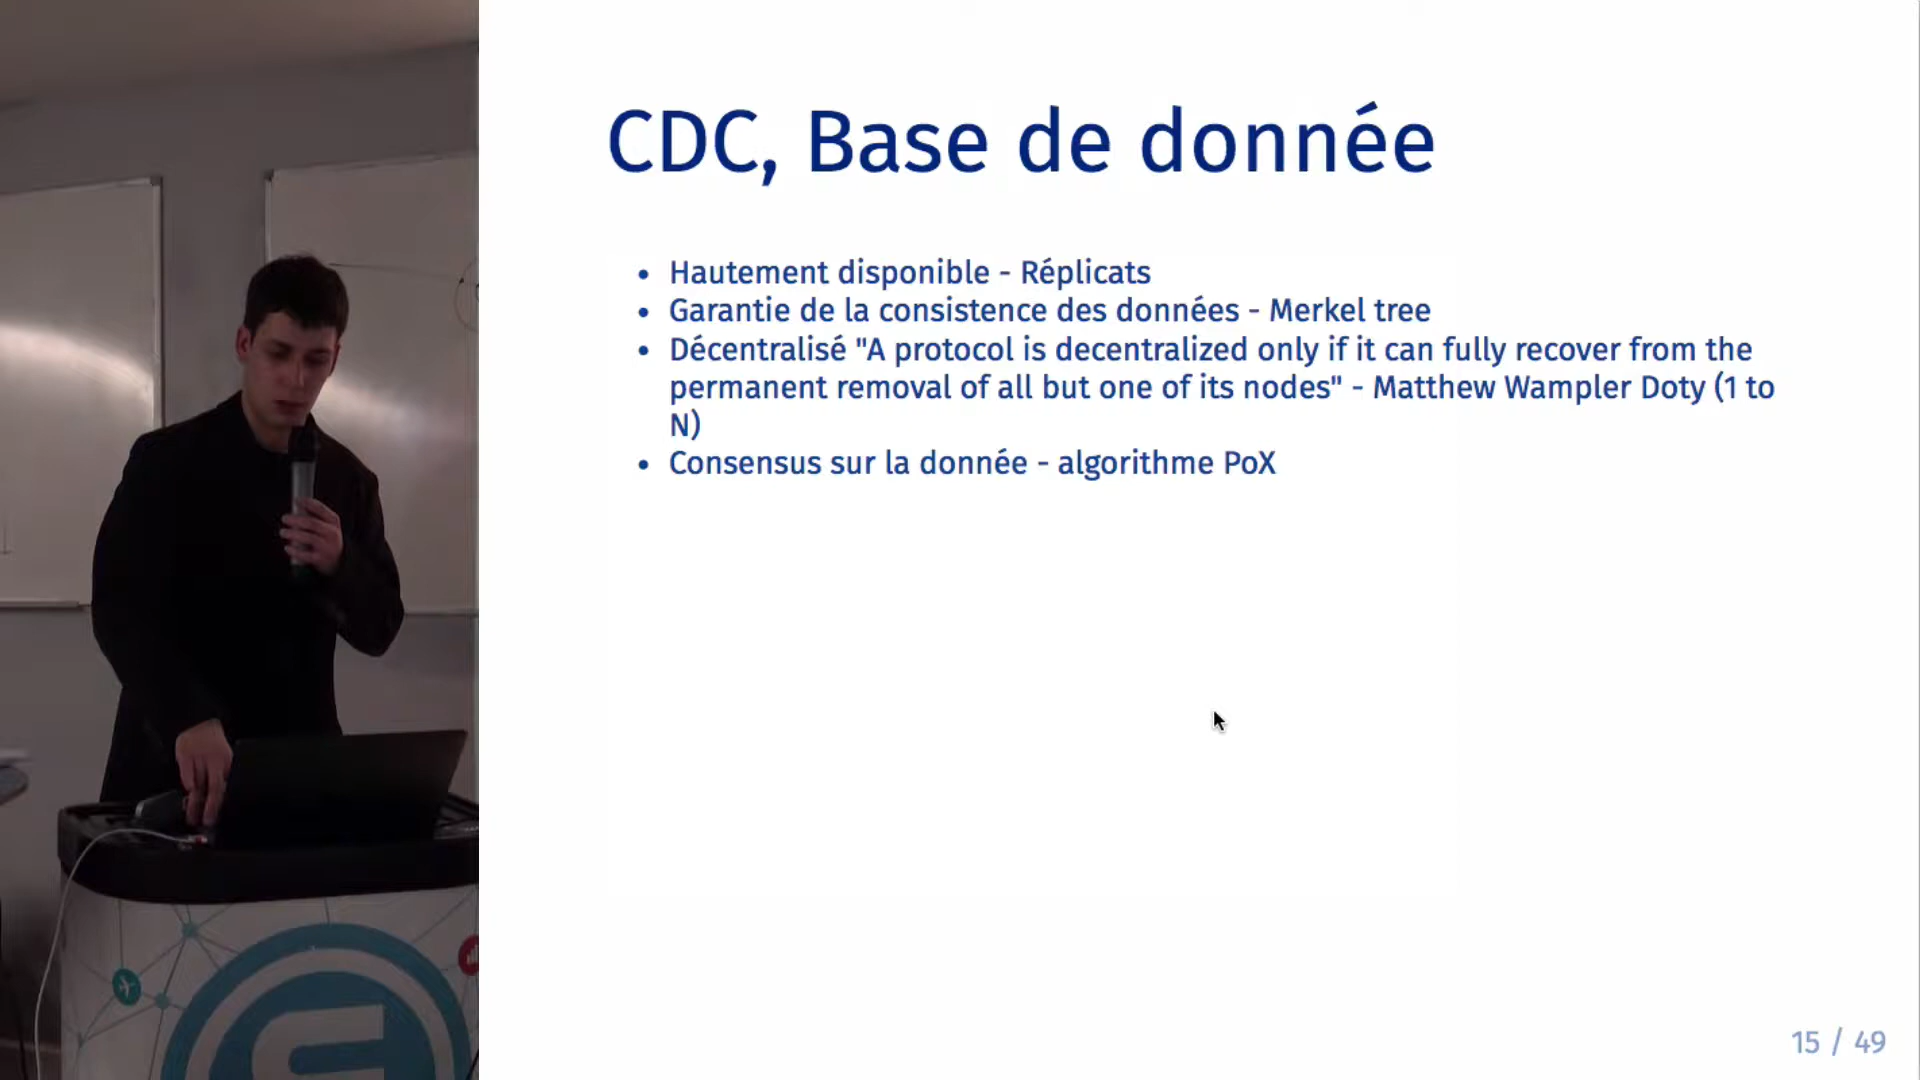 CDC, Base de donnée
Hautement disponible - Réplicats
Garantie de la consistence des données - Merkel tree
Décentralisé "A protocol is decentralized only if it can fully recover from the
permanent removal of all but one of its nodes" - Matthew Wampler Doty (1 to
N)
Consensus sur la donnée - algorithme PoX
15 / 49